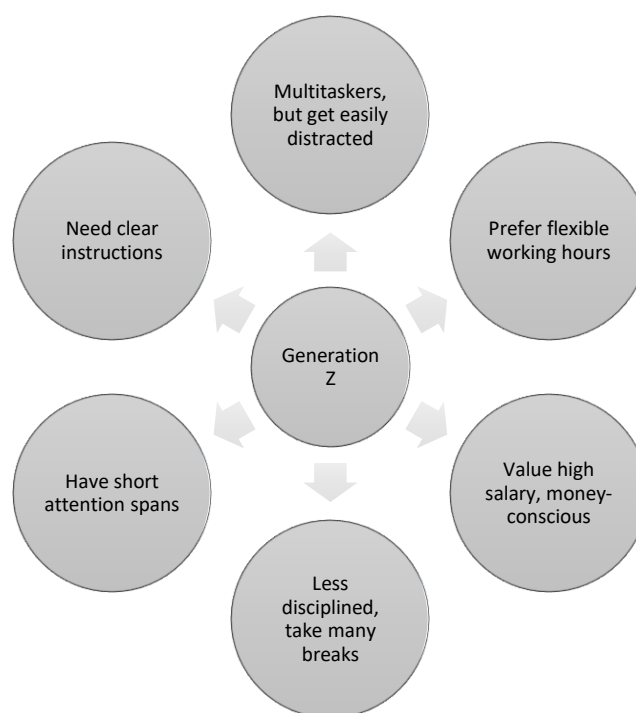 Multitaskers,
but get easily
distracted
Need clear
instructions
Prefer flexible
working hours
Generation
Z
Have short
attention spans
Value high
salary, money-
conscious
Less
disciplined,
take many
breaks